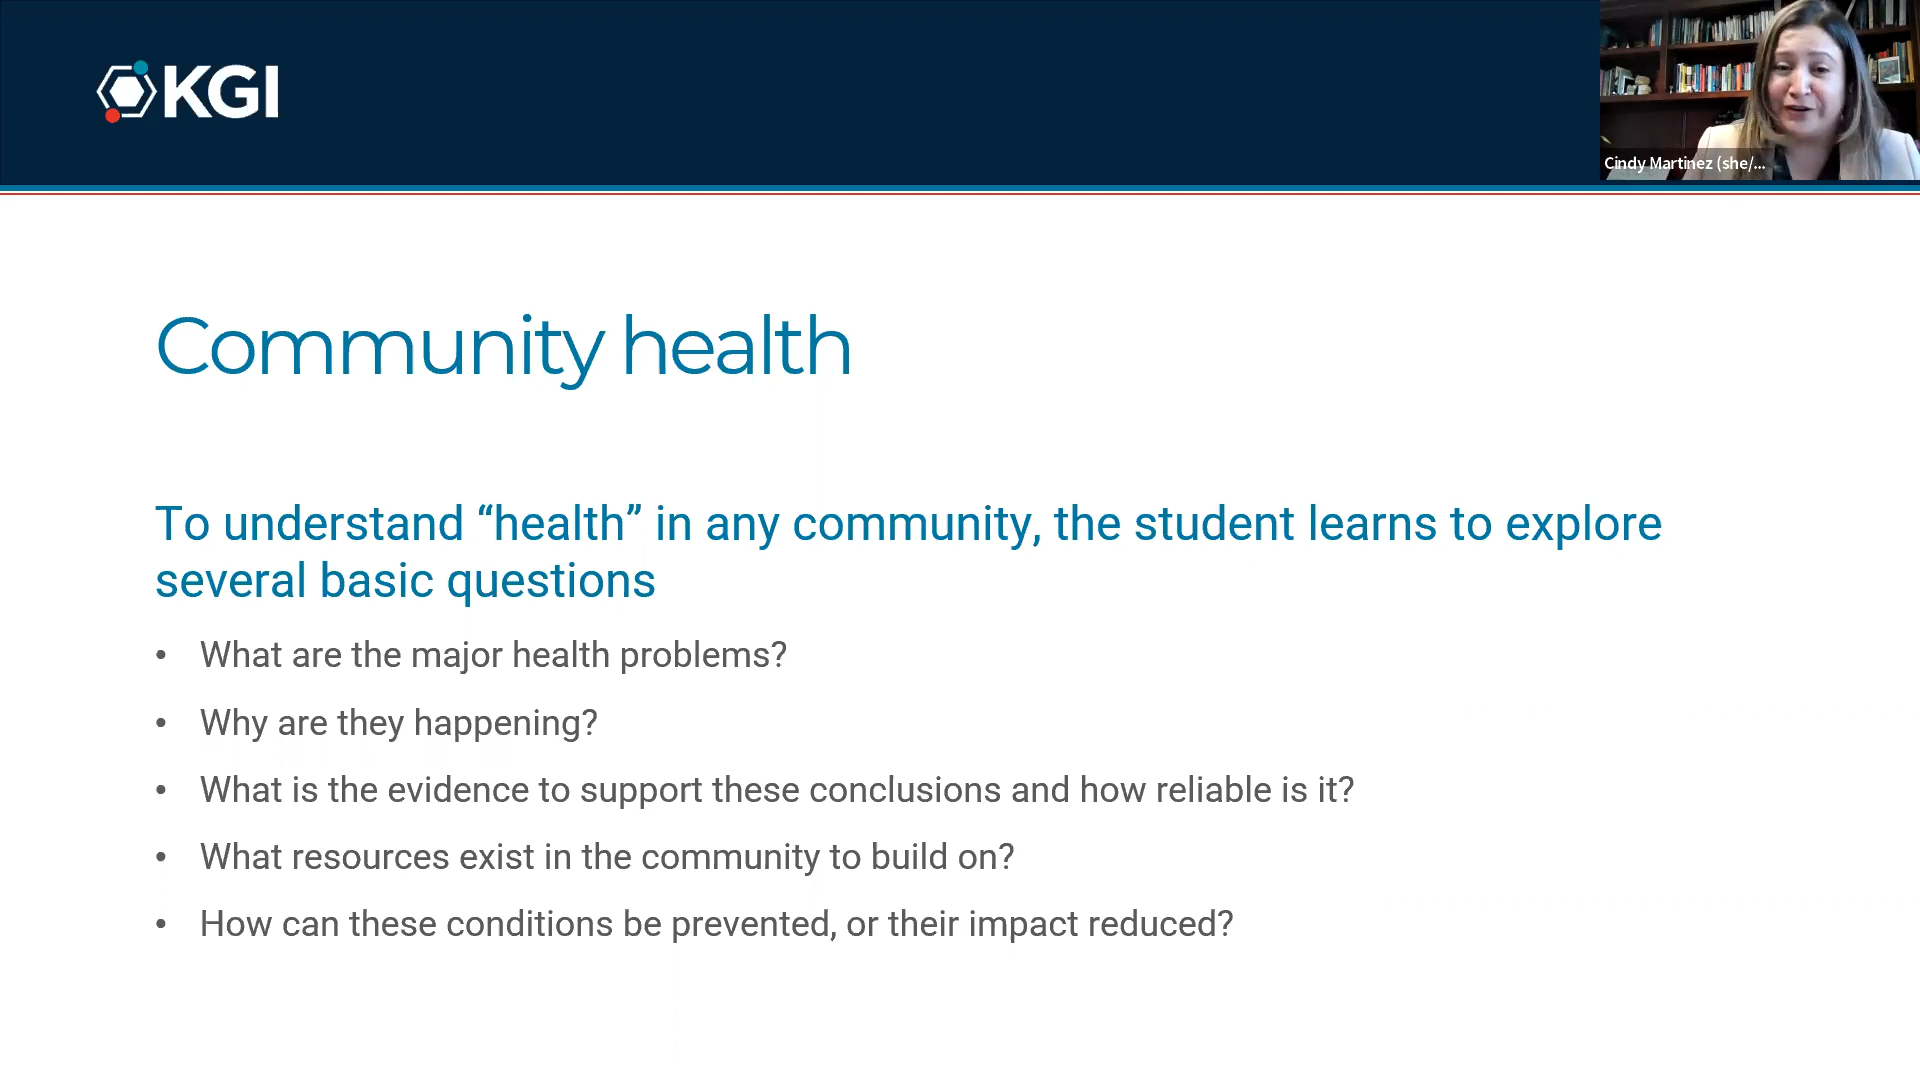 KGI
Cindy Martinez (she/...
Community health
To understand “health” in any community, the student learns to explore
several basic questions
• What are the major health problems?
• Why are they happening?
• What is the evidence to support these conclusions and how reliable is it?
• What resources exist in the community to build on?
• How can these conditions be prevented, or their impact reduced?